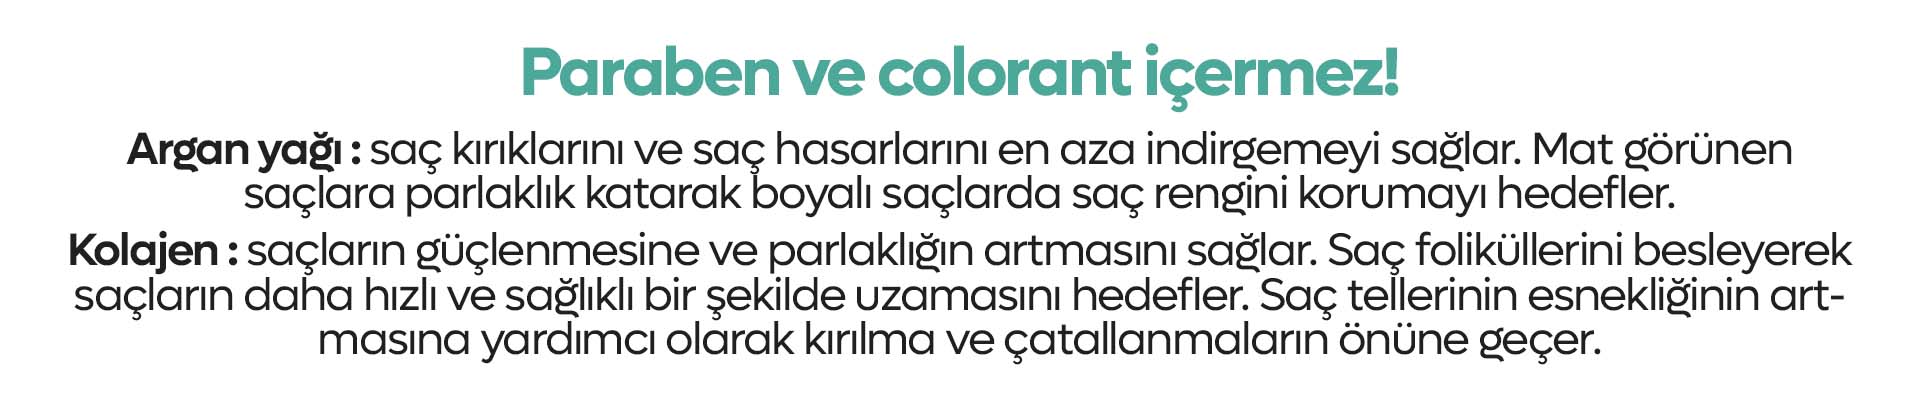 Paraben ve colorant içermez!
Argan yağı : saç kırıklarını ve saç hasarlarını en aza indirgemeyi sağlar. Mat görünen
saçlara parlaklık katarak boyalı saçlarda saç rengini korumayı hedefler.
Kolajen : saçların güçlenmesine ve parlaklığın artmasını sağlar. Saç foliküllerini besleyerek
saçların daha hızlı ve sağlıklı bir şekilde uzamasını hedefler. Saç tellerinin esnekliğinin art-
masına yardımcı olarak kırılma ve çatallanmaların önüne geçer.